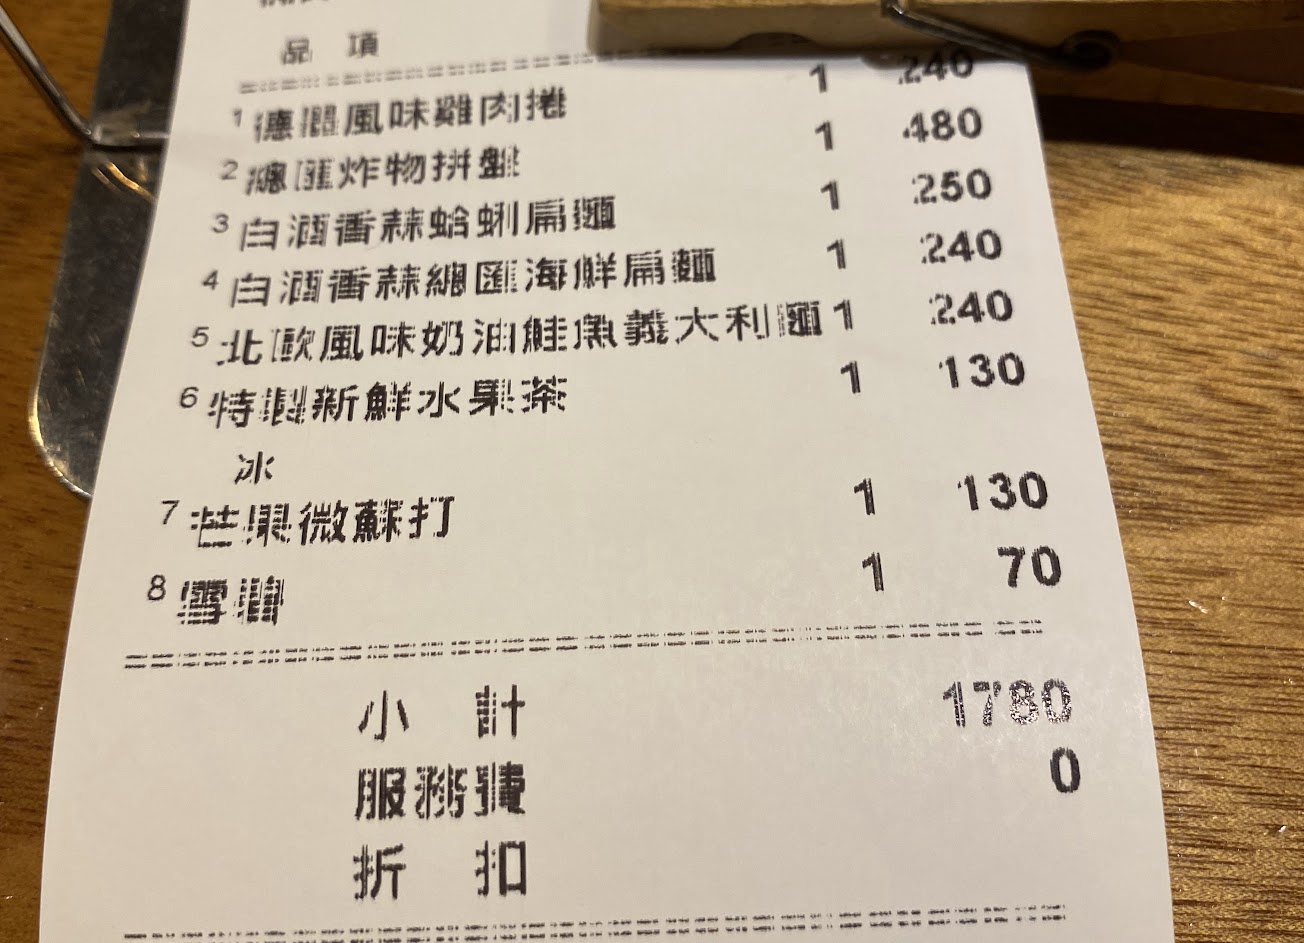 品 項
1 德國風味雞肉捲 1 240
2 總匯炸物拼盤 1 480
3 白酒香蒜蛤蜊扁麵 1 250
4 白酒香蒜總匯海鮮扁麵 1 240
5 北歐風味奶油鮭魚義大利麵 1 240
6 特製新鮮水果茶 1 130
冰
7 芒果微蘇打 1 130
8 雪碧 1 70
小 計 1780
服務費 0
折 扣